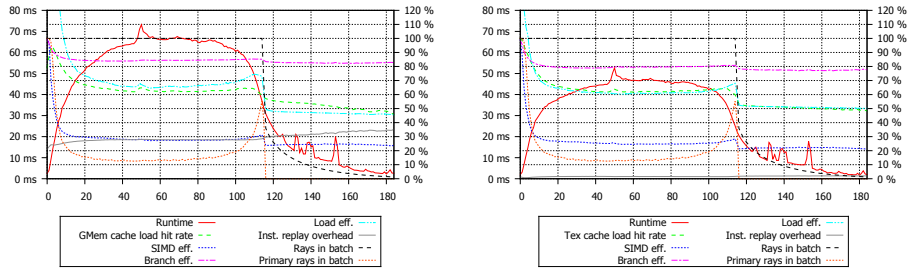 80 ms
70 ms
60 ms
50 ms
40 ms
30 ms
20 ms
10 ms
0 ms
120 %
110 %
100 %
90 %
80 %
70 %
60 %
50 %
40 %
30 %
20 %
10 %
0 %
0 20 40 60 80 100 120 140 160 180
Runtime Load eff.
GMem cache load hit rate Inst. replay overhead
SIMD eff. Rays in batch
Branch eff. Primary rays in batch
80 ms
70 ms
60 ms
50 ms
40 ms
30 ms
20 ms
10 ms
0 ms
120 %
110 %
100 %
90 %
80 %
70 %
60 %
50 %
40 %
30 %
20 %
10 %
0 %
0 20 40 60 80 100 120 140 160 180
Runtime Load eff.
Tex cache load hit rate Inst. replay overhead
SIMD eff. Rays in batch
Branch eff. Primary rays in batch